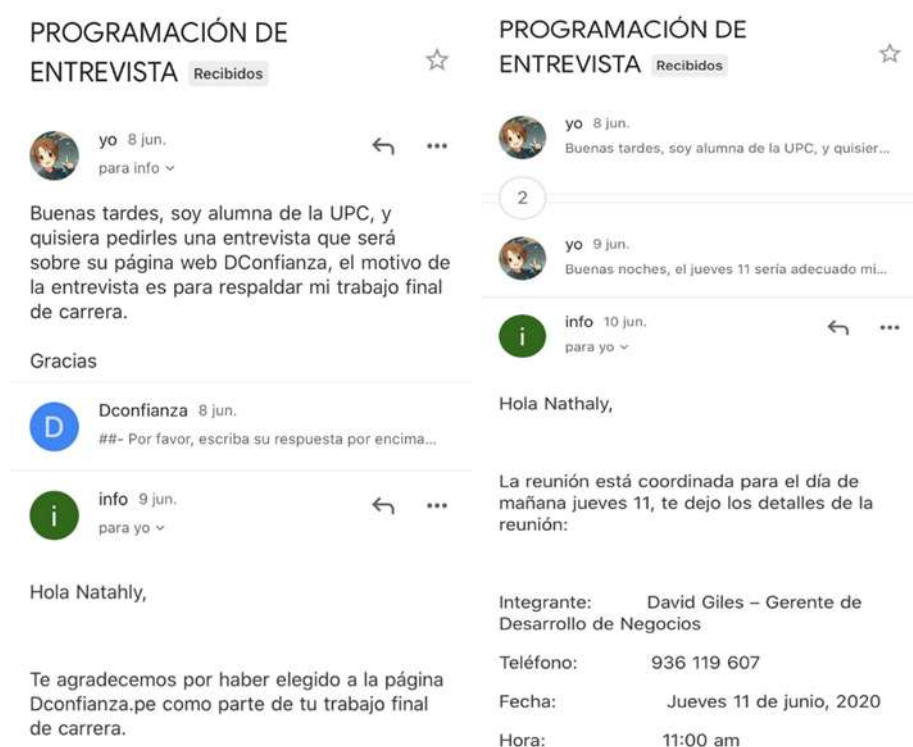 PROGRAMACIÓN DE
ENTREVISTA Recibidos
yo 8 jun.
para info
Buenas tardes, soy alumna de la UPC, y
quisiera pedirles una entrevista que será
sobre su página web DConfianza, el motivo de
la entrevista es para respaldar mi trabajo final
de carrera.
Gracias
D
Dconfianza 8 jun.
##- Por favor, escriba su respuesta por encima...
i
info 9 jun.
para yo
Hola Natahly,
Te agradecemos por haber elegido a la página
Dconfianza.pe como parte de tu trabajo final
de carrera.
PROGRAMACIÓN DE
ENTREVISTA Recibidos
yo 8 jun.
Buenas tardes, soy alumna de la UPC, y quisier...
2
yo 9 jun.
Buenas noches, el jueves 11 sería adecuado mi...
i
info 10 jun.
para yo
Hola Nathaly,
La reunión está coordinada para el día de
mañana jueves 11, te dejo los detalles de la
reunión:
Integrante: David Giles – Gerente de
Desarrollo de Negocios
Teléfono: 936 119 607
Fecha: Jueves 11 de junio, 2020
Hora: 11:00 am